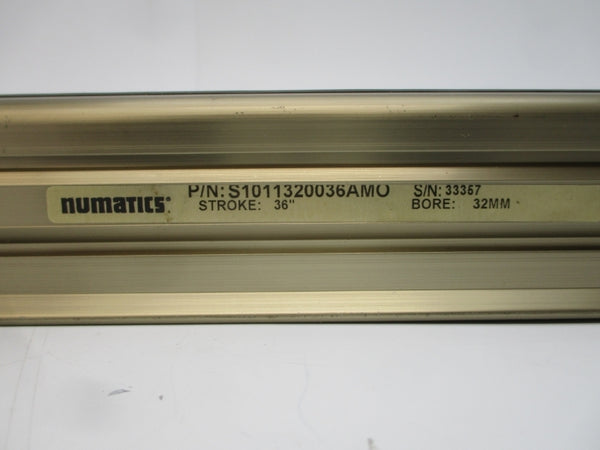 numatics®
P/N: S1011320036AMO
STROKE: 36"
S/N: 33357
BORE: 32MM